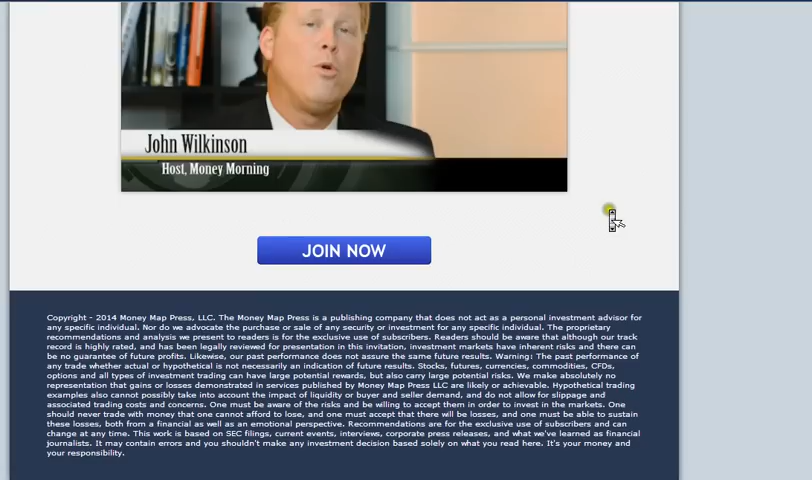 John Wilkinson
Host, Money Morning
JOIN NOW
Copyright - 2014 Money Map Press, LLC. The Money Map Press is a publishing company that does not act as a personal investment advisor for
any specific individual. Nor do we advocate the purchase or sale of any security or investment for any specific individual. The proprietary
recommendations and analysis we present to readers is for the exclusive use of subscribers. Readers should be aware that although our track
record is highly rated, and has been legally reviewed for presentation in this invitation, investment markets have inherent risks and there can
be no guarantee of future profits. Likewise, our past performance does not assure the same future results. Warning: The past performance of
any trade whether actual or hypothetical is not necessarily an indication of future results. Stocks, futures, currencies, commodities, CFDs,
options and all types of investment trading can have large potential rewards, but also carry large potential risks. We make absolutely no
representation that gains or losses demonstrated in services published by Money Map Press LLC are likely or achievable. Hypothetical trading
examples also cannot possibly take into account the impact of liquidity or buyer and seller demand, and do not allow for slippage and
associated trading costs and concerns. One must be aware of the risks and be willing to accept them in order to invest in the markets. One
should never trade with money that one cannot afford to lose, and one must accept that there will be losses, and one must be able to sustain
these losses, both from a financial as well as an emotional perspective. Recommendations are for the exclusive use of subscribers and can
change at any time. This work is based on SEC filings, current events, interviews, corporate press releases, and what we've learned as financial
journalists. It may contain errors and you shouldn't make any investment decision based solely on what you read here. It's your money and
your responsibility.